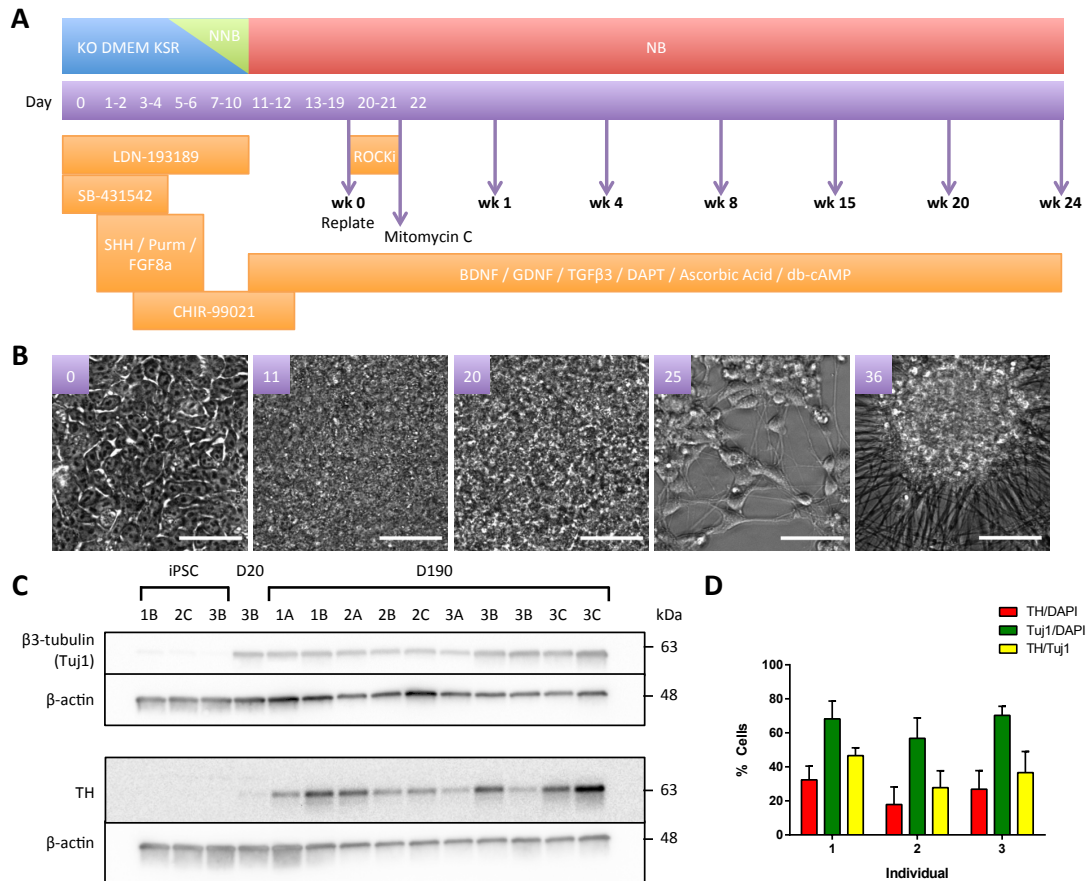 A
KO DMEM KSR
NNB
NB
Day
0 1-2 3-4 5-6 7-10 11-12 13-19 20-21 22
LDN-193189
ROCKi
SB-431542
wk 0
Replate
wk 1
wk 4
wk 8
wk 15
wk 20
wk 24
Mitomycin C
SHH / Purm /
FGF8a
BDNF / GDNF / TGFβ3 / DAPT / Ascorbic Acid / db-cAMP
CHIR-99021
B
0
11
20
25
36
C
iPSC D20 D190
1B 2C 3B 3B 1A 1B 2A 2B 2C 3A 3B 3B 3C 3C kDa
β3-tubulin
(Tuj1)
63
β-actin
48
TH
63
β-actin
48
D
TH/DAPI
Tuj1/DAPI
TH/Tuj1
% Cells
100
80
60
40
20
0
1 2 3
Individual